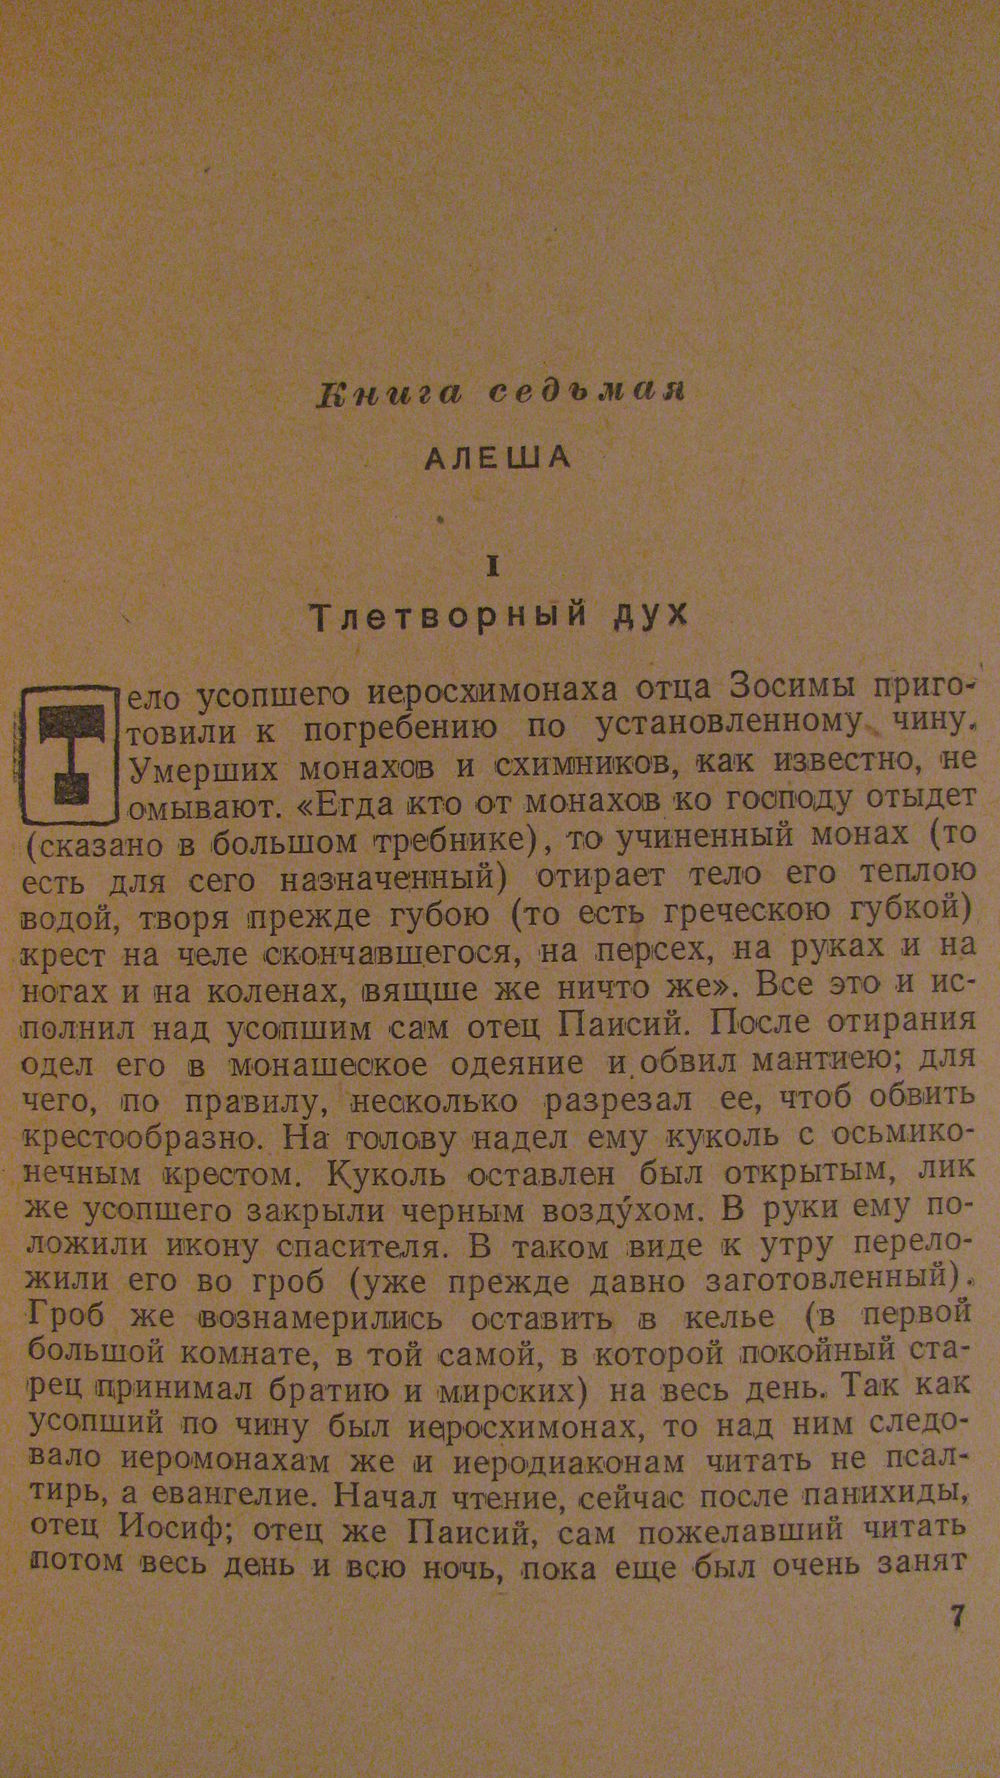 Книга седьмая
АЛЕША
I
Тлетворный дух
Тело усопшего иеросхимонаха отца Зосимы приго-
товили к погребению по установленному чину.
Умерших монахов и схимников, как известно, не
омывают. «Егда кто от монахов ко господу отыдет
(сказано в большом требнике), то учиненный монах (то
есть для сего назначенный) отирает тело его теплою
водой, творя прежде губою (то есть греческою губкой)
крест на челе скончавшегося, на персех, на руках и на
ногах и на коленах, вящше же ничто же». Все это и ис-
полнил над усопшим сам отец Паисий. После отирания
одел его в монашеское одеяние и обвил мантиею; для
чего, по правилу, несколько разрезал ее, чтоб обвить
крестообразно. На голову надел ему куколь с осьмико-
нечным крестом. Куколь оставлен был открытым, лик
же усопшего закрыли черным возду́хом. В руки ему по-
ложили икону спасителя. В таком виде к утру перело-
жили его во гроб (уже прежде давно заготовленный).
Гроб же вознамерились оставить в келье (в первой
большой комнате, в той самой, в которой покойный ста-
рец принимал братию и мирских) на весь день. Так как
усопший по чину был иеросхимонах, то над ним следо-
вало иеромонахам же и иеродиаконам читать не псал-
тирь, а евангелие. Начал чтение, сейчас после панихиды,
отец Иосиф; отец же Паисий, сам пожелавший читать
потом весь день и всю ночь, пока еще был очень занят
7